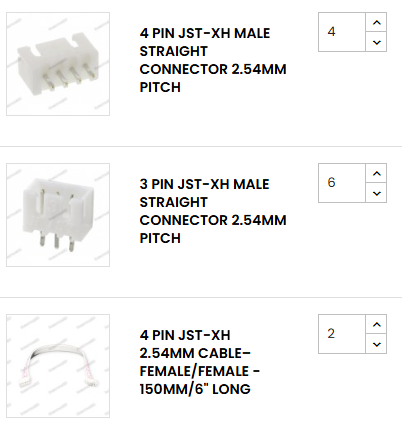 4 PIN JST-XH MALE
STRAIGHT
CONNECTOR 2.54MM
PITCH
4
3 PIN JST-XH MALE
STRAIGHT
CONNECTOR 2.54MM
PITCH
6
4 PIN JST-XH
2.54MM CABLE–
FEMALE/FEMALE -
150MM/6" LONG
2